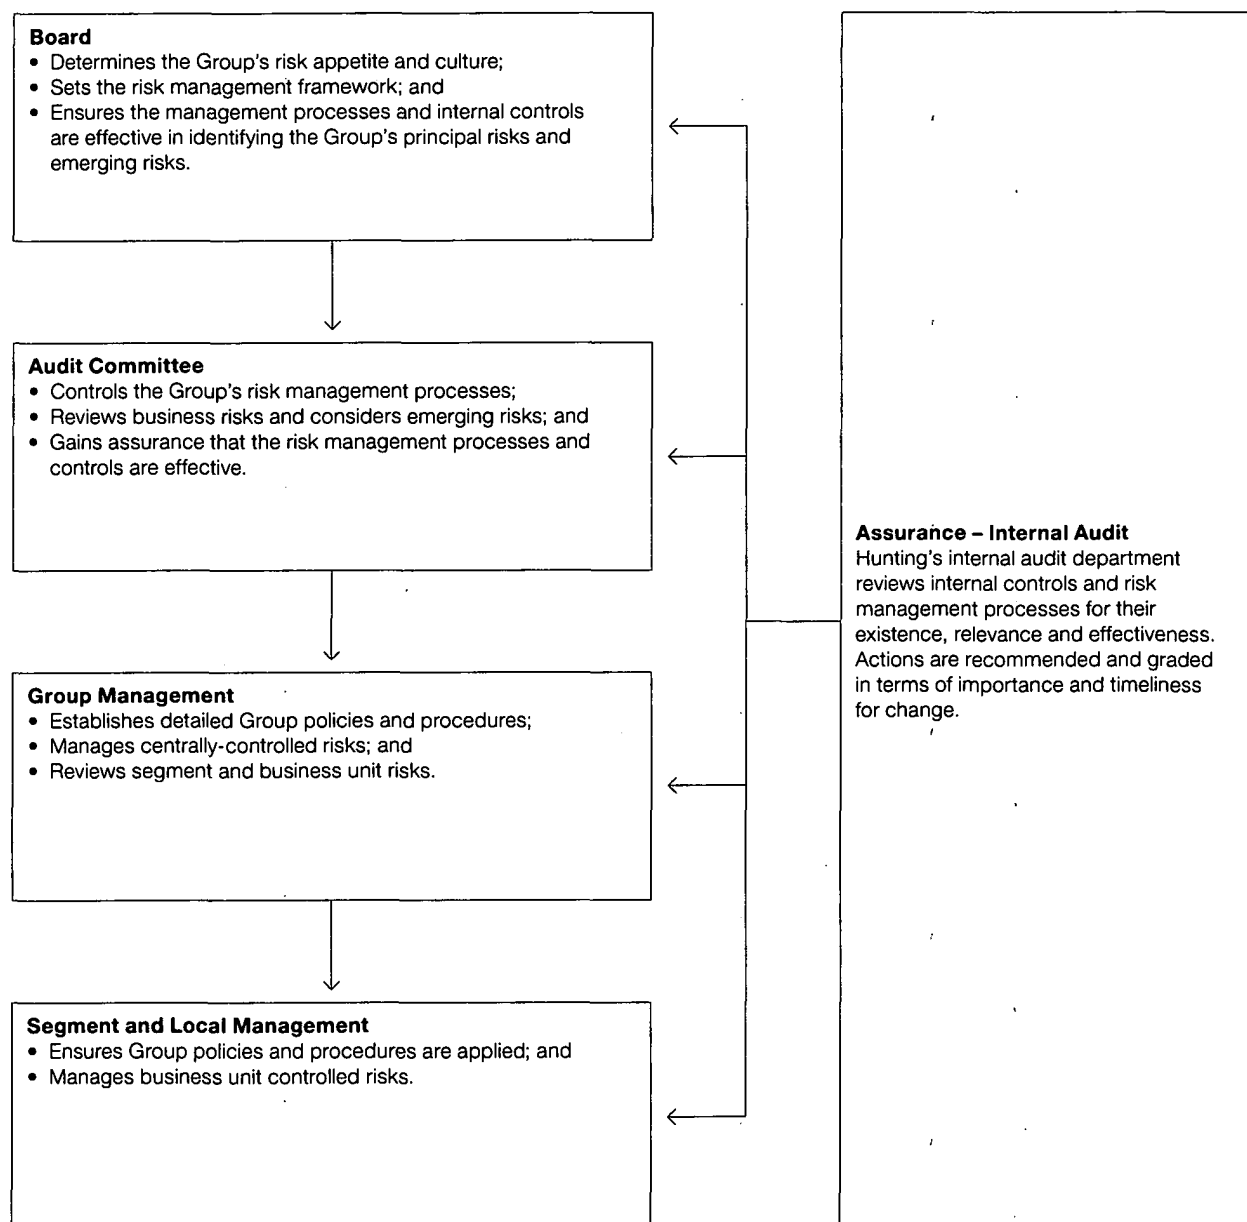 Board
• Determines the Group's risk appetite and culture;
• Sets the risk management framework; and
• Ensures the management processes and internal controls
are effective in identifying the Group's principal risks and
emerging risks.
Audit Committee
• Controls the Group's risk management processes;
• Reviews business risks and considers emerging risks; and
• Gains assurance that the risk management processes and
controls are effective.
Group Management
• Establishes detailed Group policies and procedures;
• Manages centrally-controlled risks; and
• Reviews segment and business unit risks.
Segment and Local Management
• Ensures Group policies and procedures are applied; and
• Manages business unit controlled risks.
Assurance – Internal Audit
Hunting's internal audit department
reviews internal controls and risk
management processes for their
existence, relevance and effectiveness.
Actions are recommended and graded
in terms of importance and timeliness
for change.